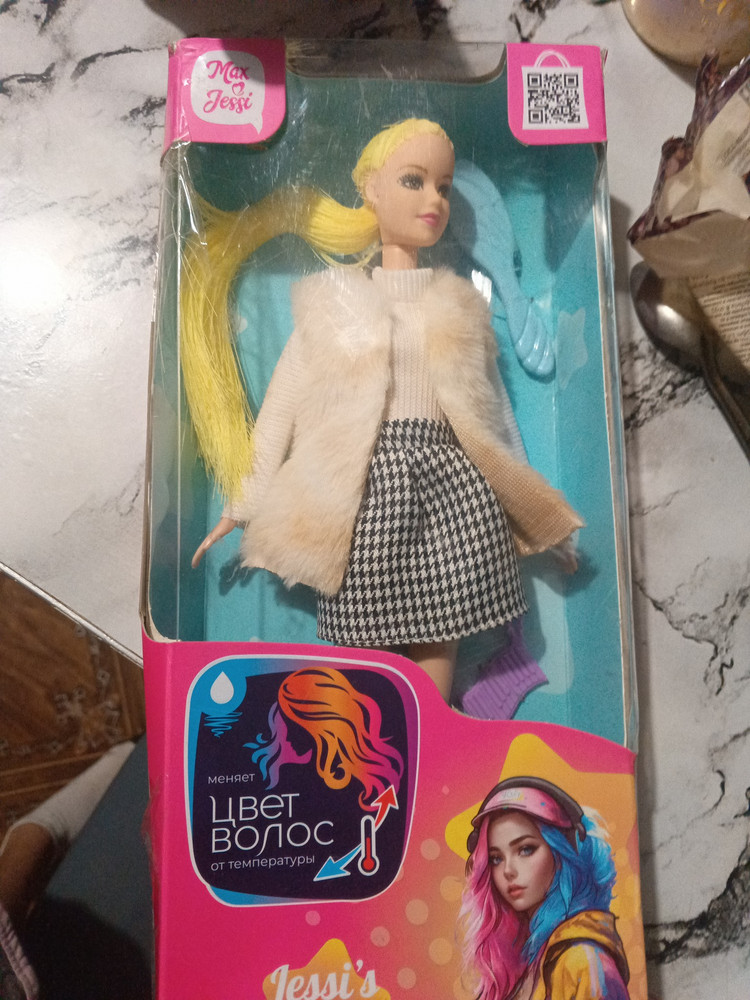 Max
Jessi
меняет
ЦВЕТ
ВОЛОС
от температуры
Jessi's